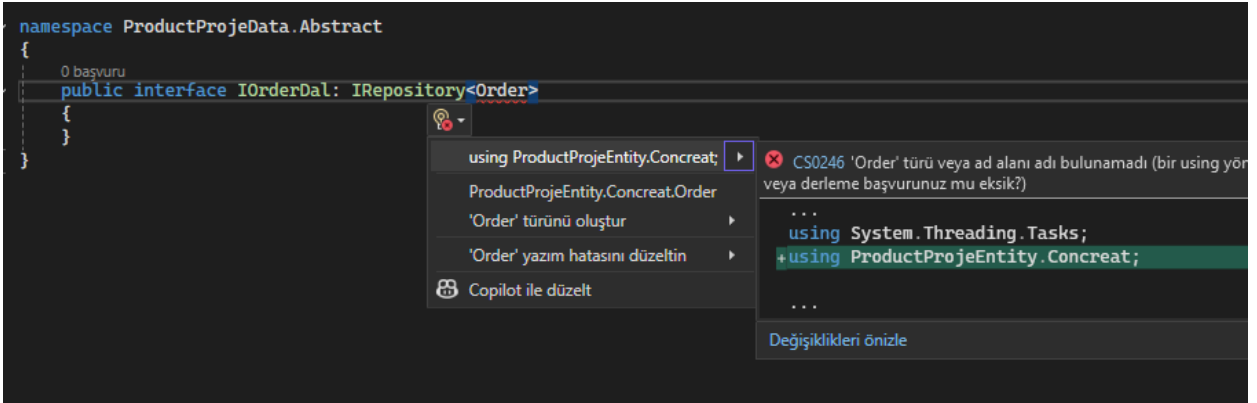 namespace ProductProjeData.Abstract
{
0 başvuru
public interface IOrderDal: IRepository<Order>
{
}
}
using ProductProjeEntity.Concreat;
ProductProjeEntity.Concreat.Order
'Order' türünü oluştur
'Order' yazım hatasını düzeltin
Copilot ile düzelt
CS0246 'Order' türü veya ad alanı adı bulunamadı (bir using yön
veya derleme başvurunuz mu eksik?)
...
using System.Threading.Tasks;
+using ProductProjeEntity.Concreat;
...
Değişiklikleri önizle